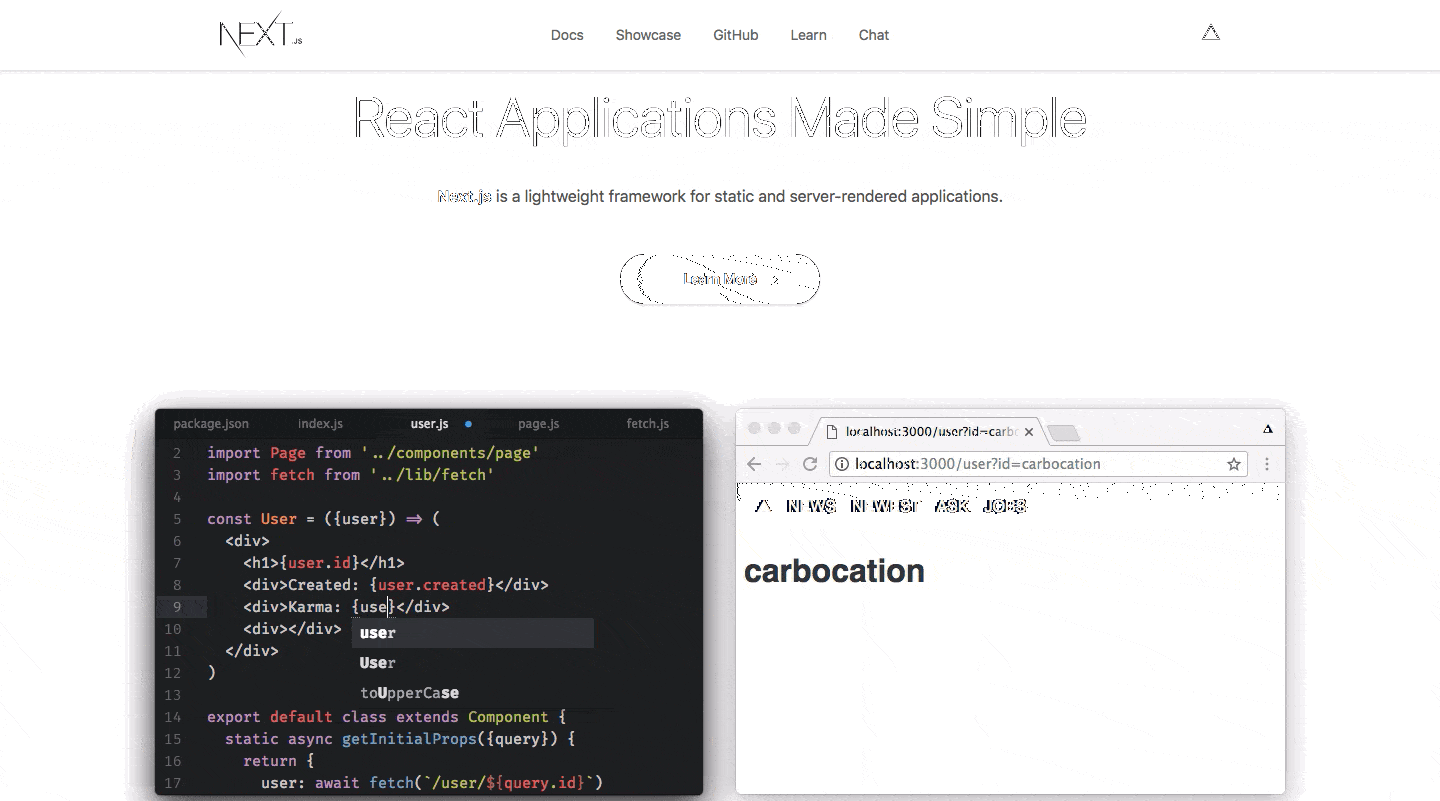 NEXT.JS
Docs Showcase GitHub Learn Chat
React Applications Made Simple
Next.js is a lightweight framework for static and server-rendered applications.
Learn More
package.json index.js user.js page.js fetch.js
2 import Page from '../components/page'
3 import fetch from '../lib/fetch'
4
5 const User = ({user}) => (
6 <div>
7 <h1>{user.id}</h1>
8 <div>Created: {user.created}</div>
9 <div>Karma: {use}</div>
10 <div></div>
user
User
11 </div>
12 )
toUpperCase
13
14 export default class extends Component {
15 static async getInitialProps({query}) {
16 return {
17 user: await fetch(`/user/${query.id}`)
localhost:3000/user?id=carbo
localhost:3000/user?id=carbocation
NEWS NEWEST ASK JOBS
carbocation